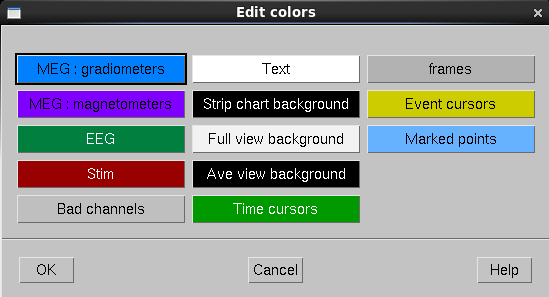 Edit colors
MEG : gradiometers
Text
frames
MEG : magnetometers
Strip chart background
Event cursors
EEG
Full view background
Marked points
Stim
Ave view background
Bad channels
Time cursors
OK
Cancel
Help